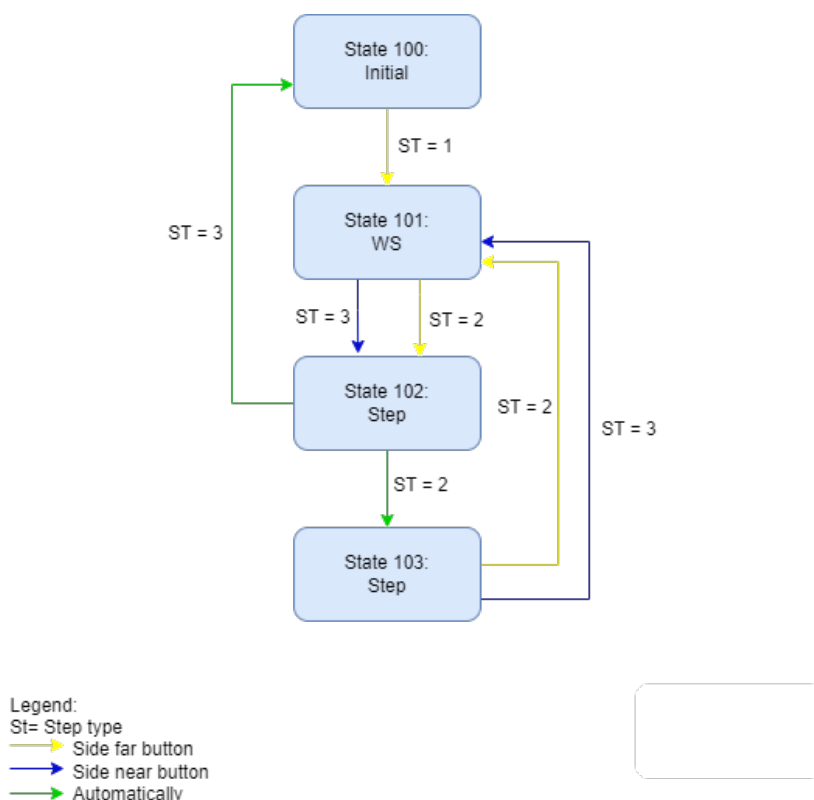 State 100:
Initial
ST = 1
State 101:
WS
ST = 3
ST = 3
ST = 2
State 102:
Step
ST = 2
ST = 3
ST = 2
State 103:
Step
Legend:
St= Step type
Side far button
Side near button
Automatically